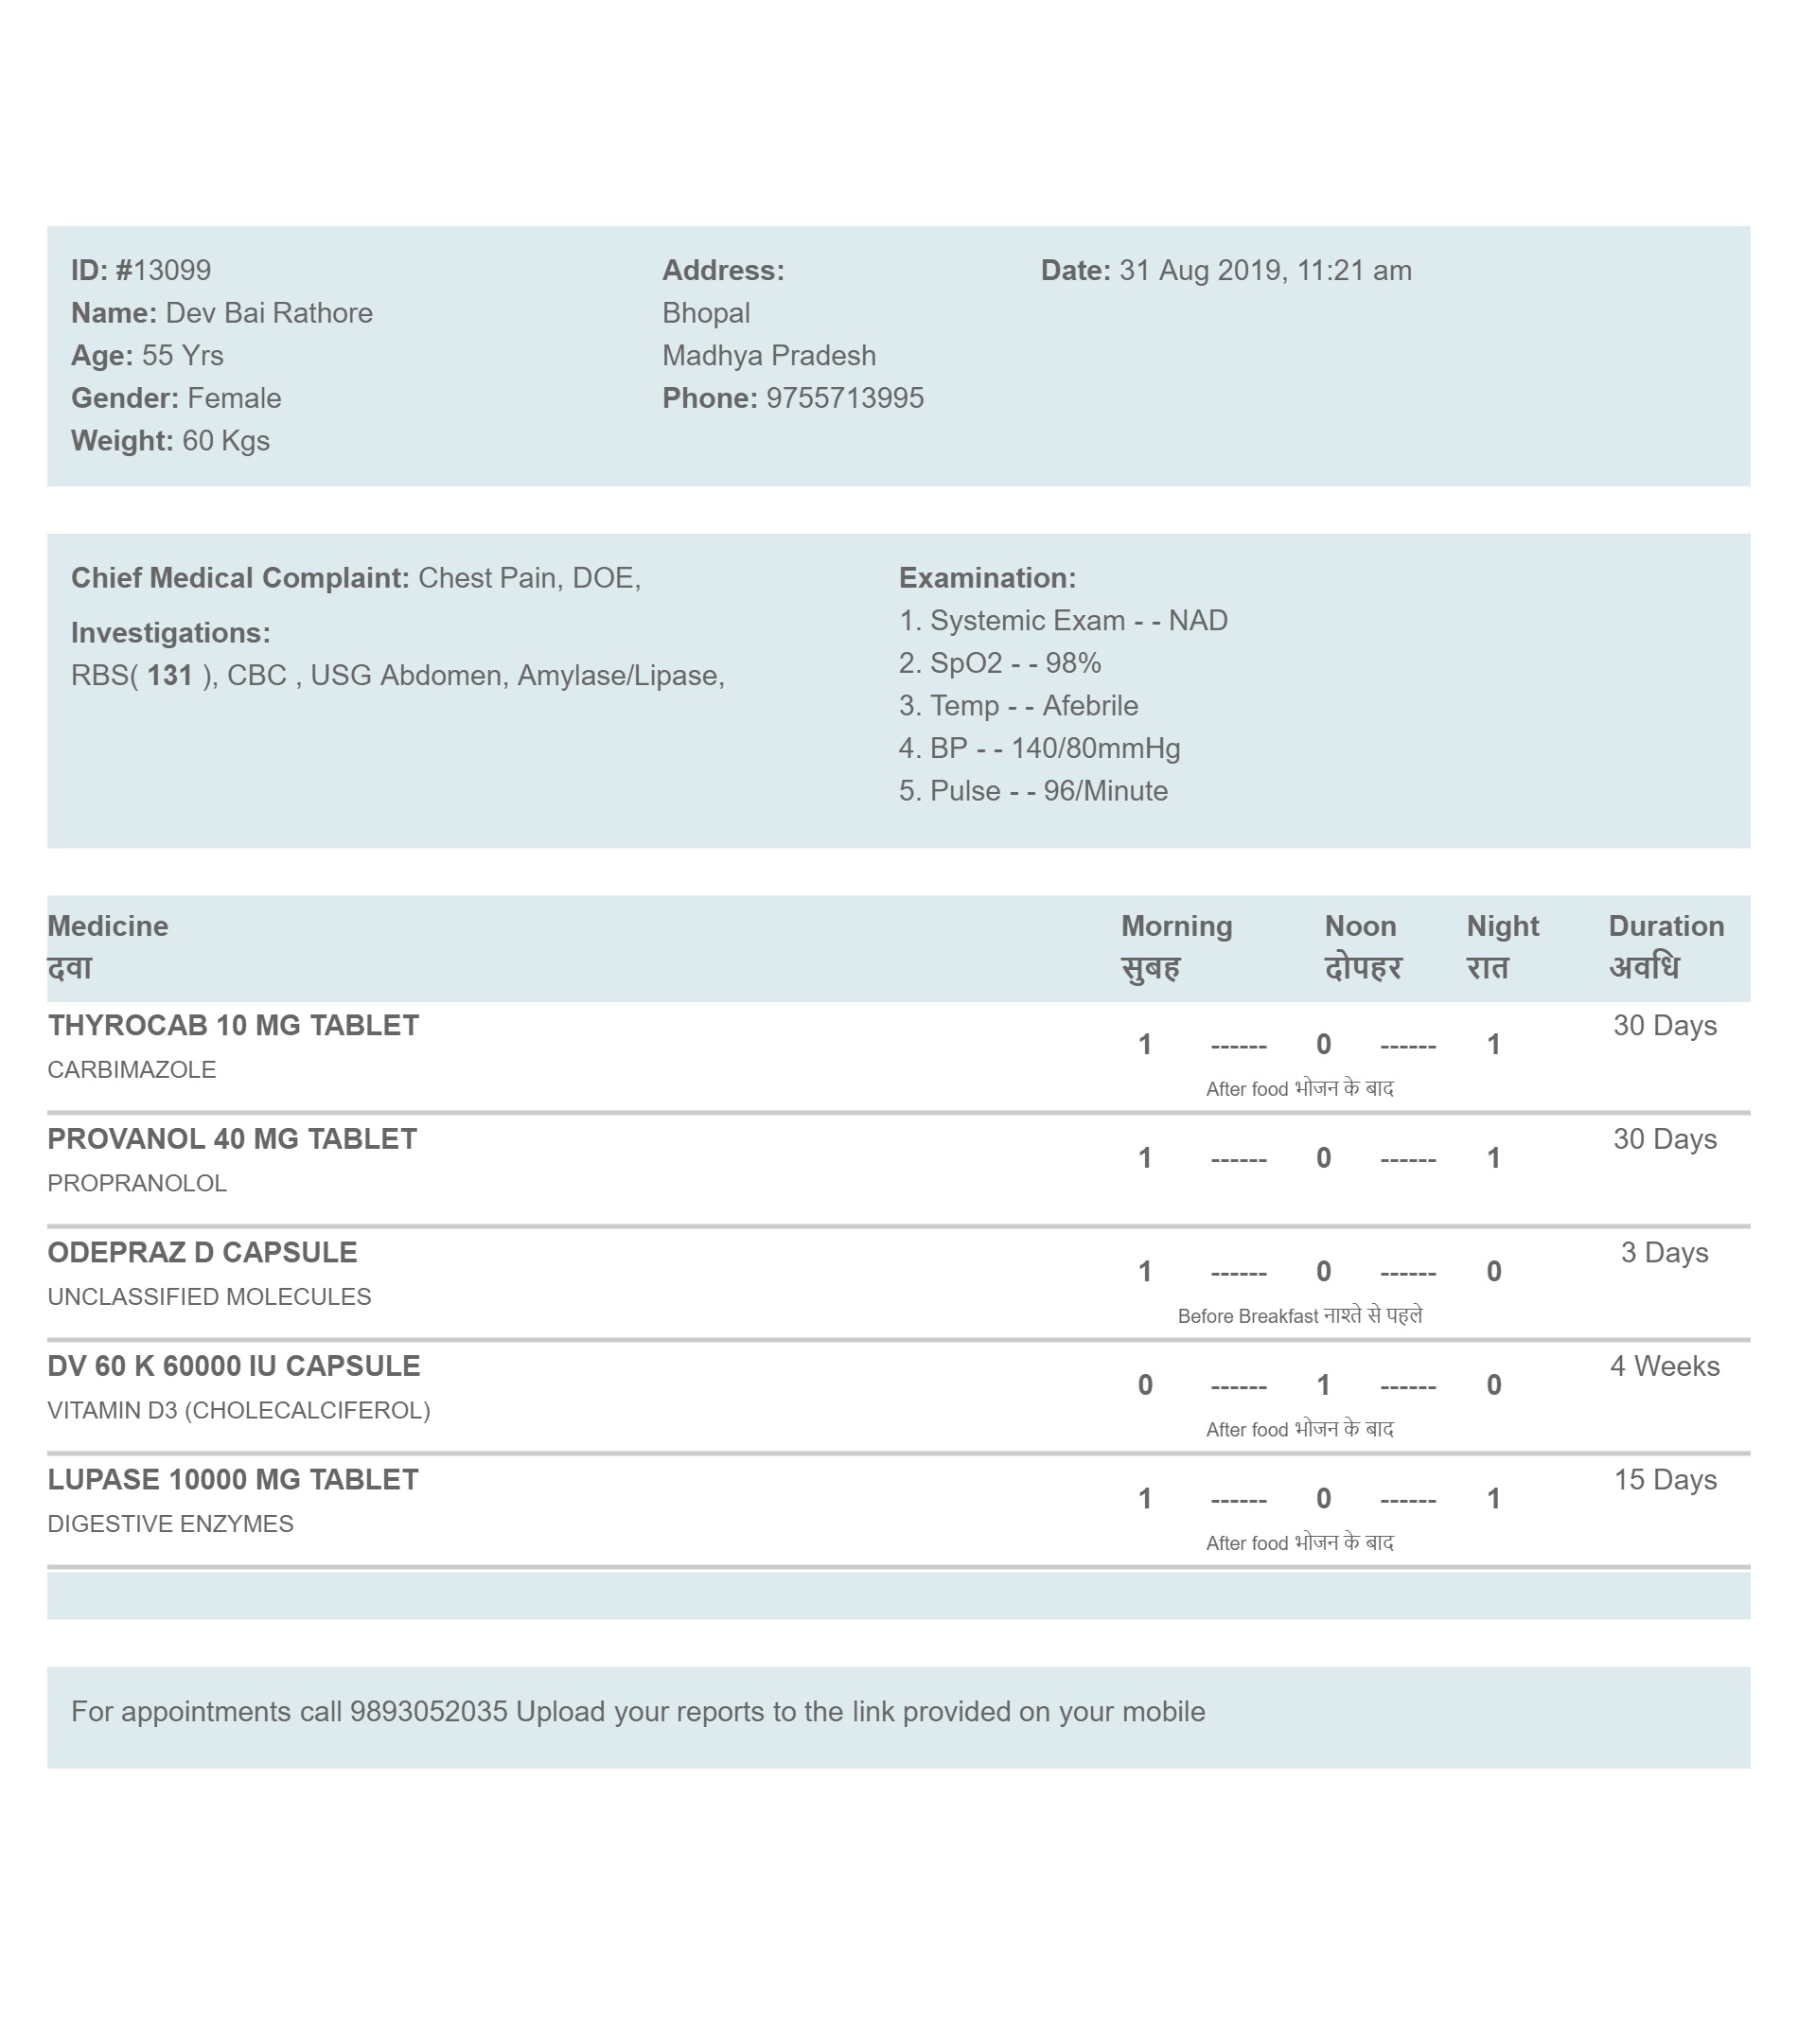 ID: #13099
Name: Dev Bai Rathore
Age: 55 Yrs
Gender: Female
Weight: 60 Kgs
Address:
Bhopal
Madhya Pradesh
Phone: 9755713995
Date: 31 Aug 2019, 11:21 am
Chief Medical Complaint: Chest Pain, DOE,
Investigations:
RBS( 131 ), CBC , USG Abdomen, Amylase/Lipase,
Examination:
1. Systemic Exam - - NAD
2. SpO2 - - 98%
3. Temp - - Afebrile
4. BP - - 140/80mmHg
5. Pulse - - 96/Minute
Medicine Morning Noon Night Duration
दवा सुबह दोपहर रात अवधि
THYROCAB 10 MG TABLET 30 Days
1 ------ 0 ------ 1
CARBIMAZOLE
After food भोजन के बाद
PROVANOL 40 MG TABLET 30 Days
1 ------ 0 ------ 1
PROPRANOLOL
ODEPRAZ D CAPSULE 3 Days
1 ------ 0 ------ 0
UNCLASSIFIED MOLECULES
Before Breakfast नाश्ते से पहले
DV 60 K 60000 IU CAPSULE 4 Weeks
0 ------ 1 ------ 0
VITAMIN D3 (CHOLECALCIFEROL)
After food भोजन के बाद
LUPASE 10000 MG TABLET 15 Days
1 ------ 0 ------ 1
DIGESTIVE ENZYMES
After food भोजन के बाद
For appointments call 9893052035 Upload your reports to the link provided on your mobile